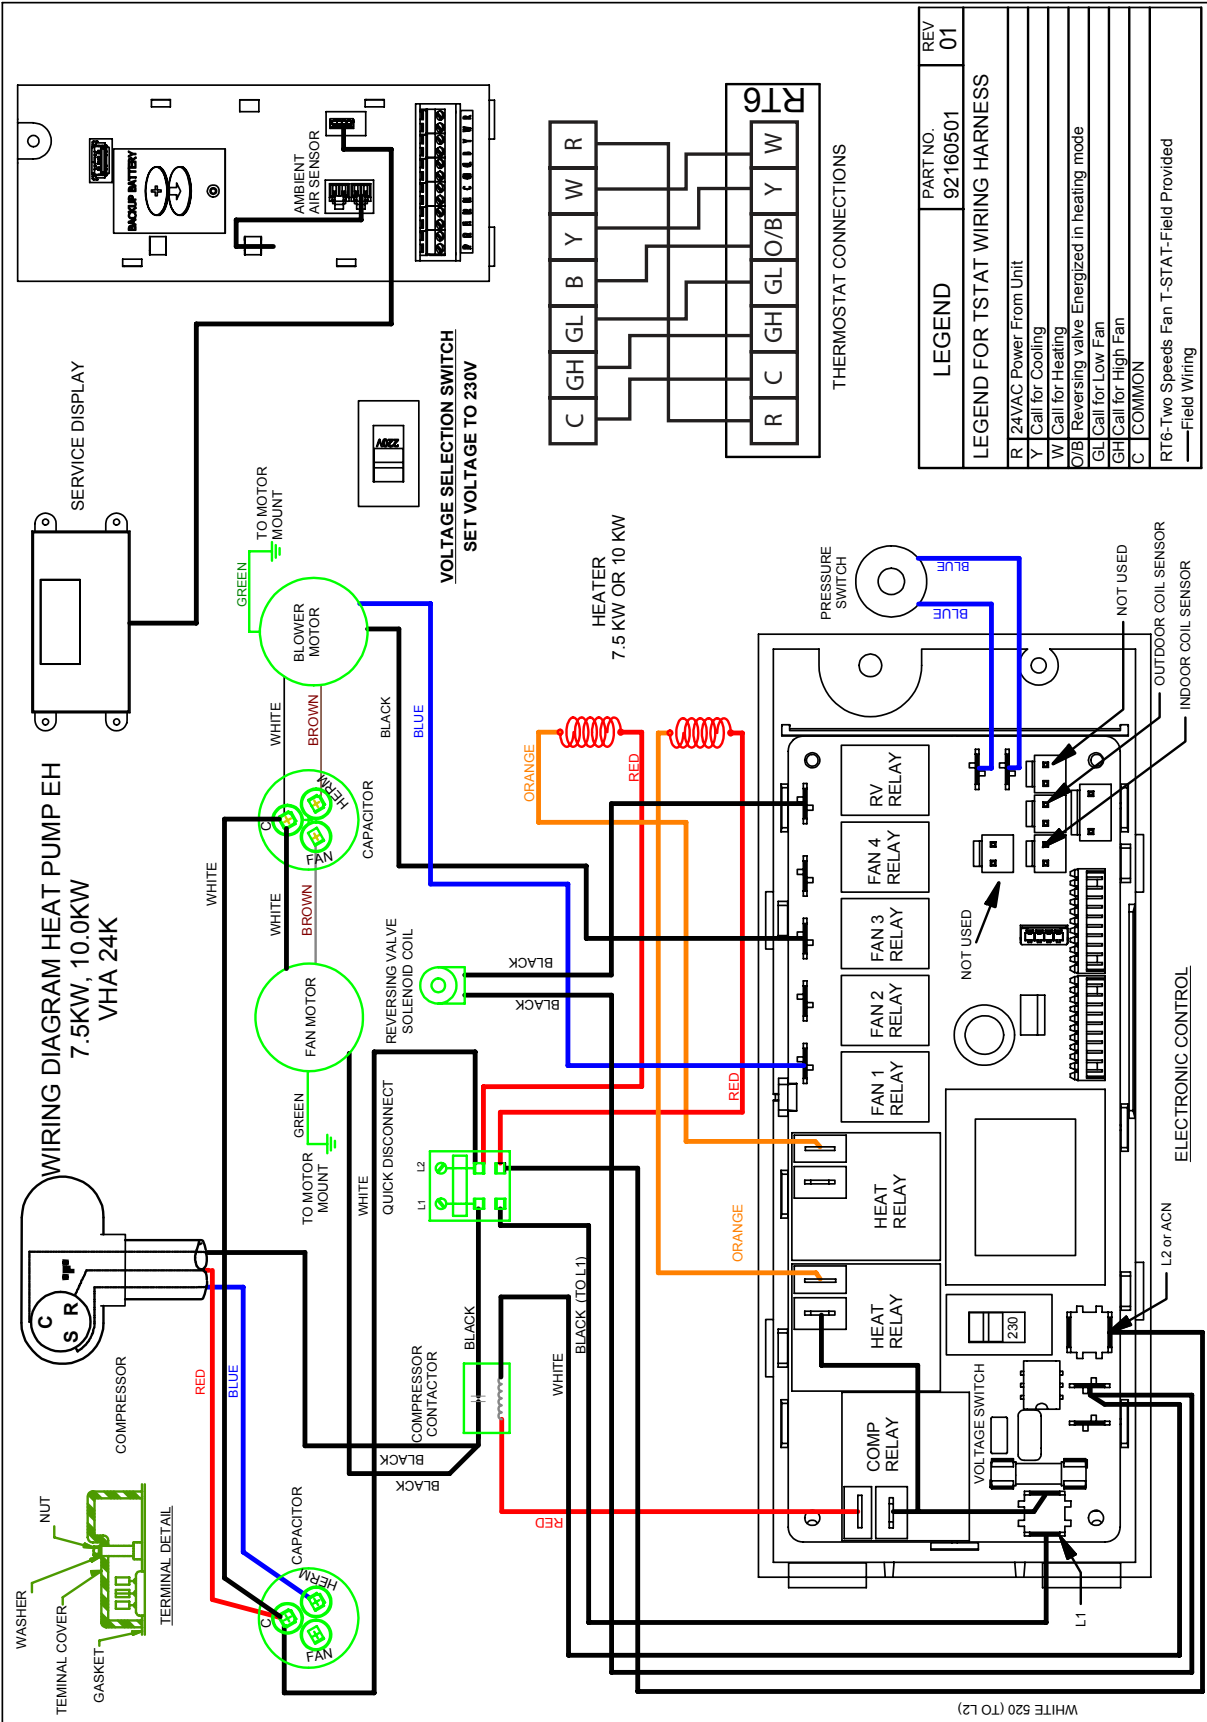 WIRING DIAGRAM HEAT PUMP EH
7.5KW, 10.0KW
VHA 24K
WASHER
NUT
TEMINAL COVER
GASKET
TERMINAL DETAIL
COMPRESSOR
C
S
R
RED
BLUE
CAPACITOR
C
HERM
FAN
TO MOTOR
MOUNT
GREEN
FAN MOTOR
WHITE
WHITE
BROWN
C
HERM
FAN
CAPACITOR
WHITE
BROWN
BLOWER
MOTOR
GREEN
TO MOTOR
MOUNT
BLACK
BLUE
SERVICE DISPLAY
BACKUP BATTERY
AMBIENT
AIR SENSOR
VOLTAGE SELECTION SWITCH
SET VOLTAGE TO 230V
220V
WHITE
QUICK DISCONNECT
L1
L2
REVERSING VALVE
SOLENOID COIL
BLACK
BLACK
COMPRESSOR
CONTACTOR
BLACK
BLACK
BLACK
WHITE
BLACK (TO L1)
RED
RED
RED
ORANGE
ORANGE
HEATER
7.5 KW OR 10 KW
C
GH
GL
B
Y
W
R
R
C
GH
GL
O/B
Y
W
RT6
THERMOSTAT CONNECTIONS
PRESSURE
SWITCH
BLUE
BLUE
COMP
RELAY
HEAT
RELAY
HEAT
RELAY
FAN 1
RELAY
FAN 2
RELAY
FAN 3
RELAY
FAN 4
RELAY
RV
RELAY
VOLTAGE SWITCH
230
NOT USED
NOT USED
OUTDOOR COIL SENSOR
INDOOR COIL SENSOR
L1
L2 or ACN
ELECTRONIC CONTROL
WHITE 520 (TO L2)
LEGEND
PART NO.
92160501
REV
01
LEGEND FOR TSTAT WIRING HARNESS
R 24VAC Power From Unit
Y Call for Cooling
W Call for Heating
O/B Reversing valve Energized in heating mode
GL Call for Low Fan
GH Call for High Fan
C COMMON
RT6-Two Speeds Fan T-STAT-Field Provided
Field Wiring